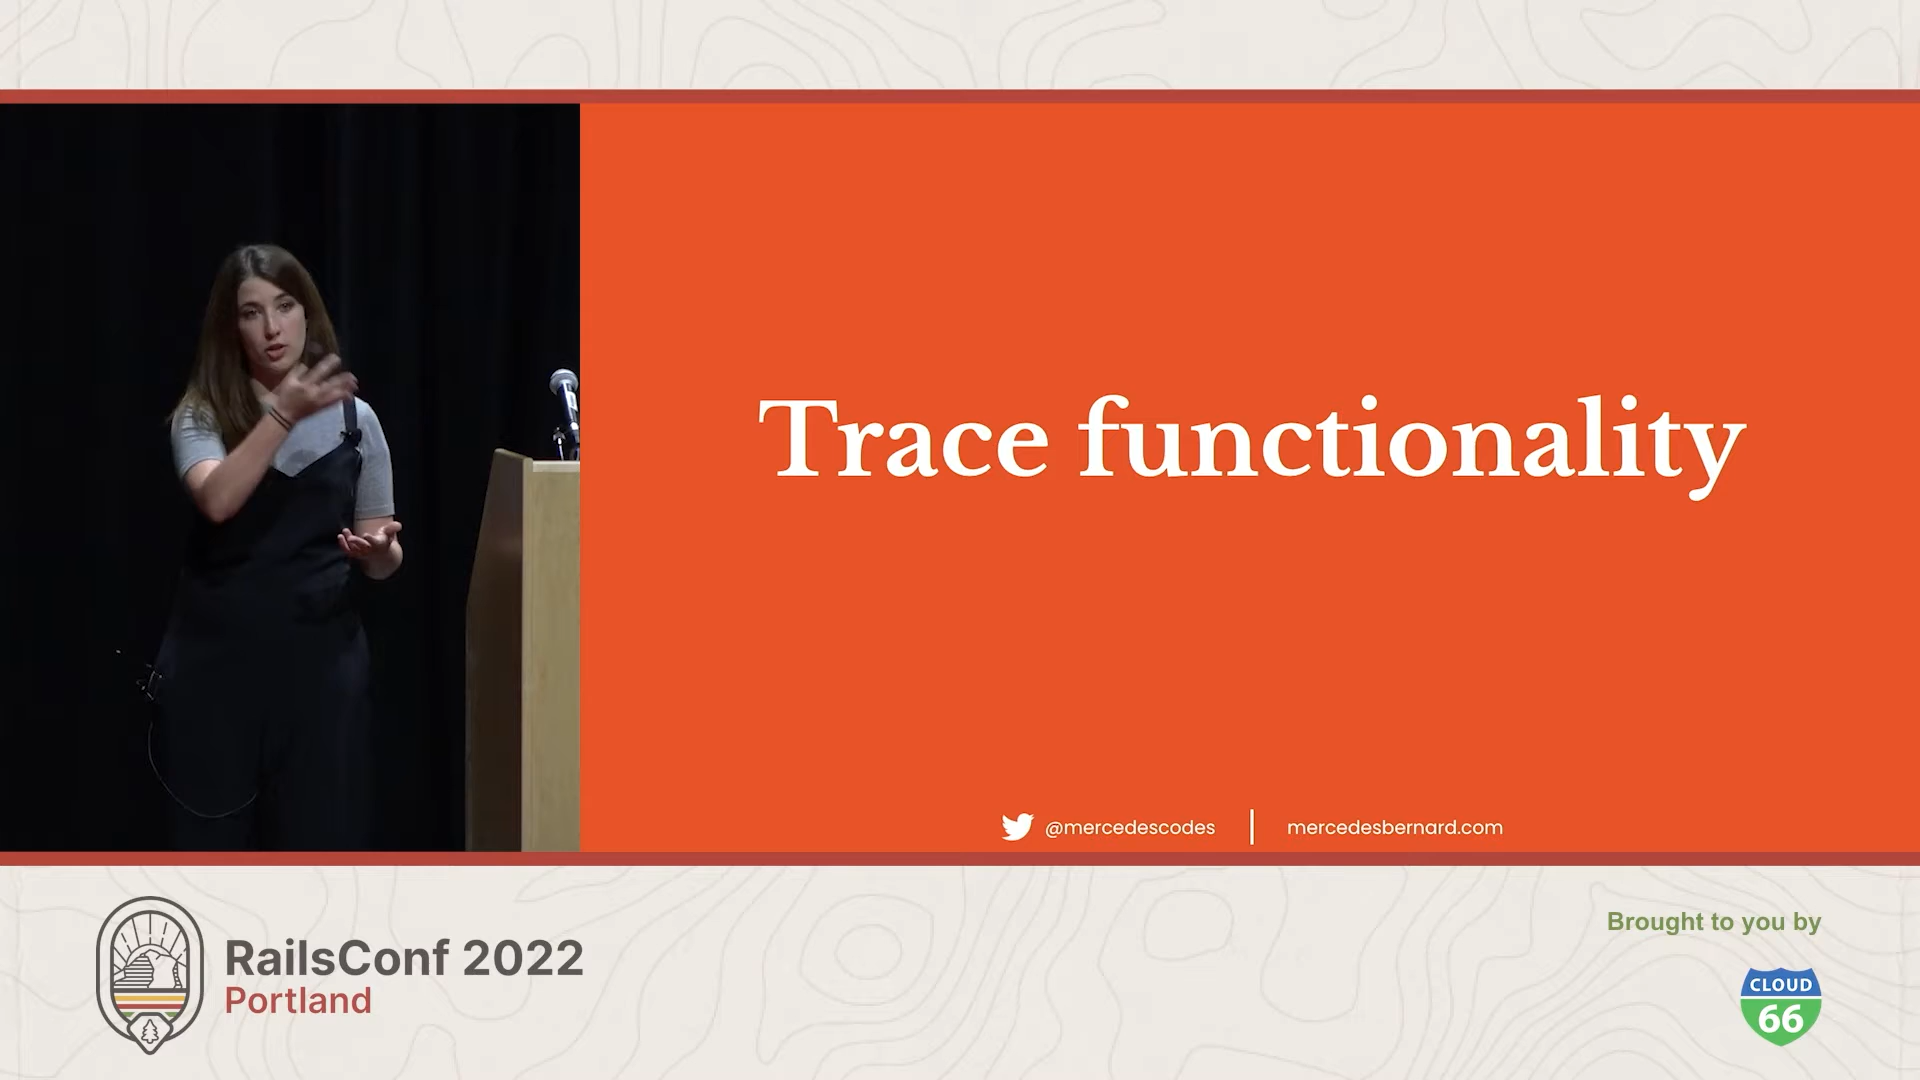 Trace functionality
@mercedescodes | mercedesbernard.com
RailsConf 2022
Portland
Brought to you by
CLOUD
66